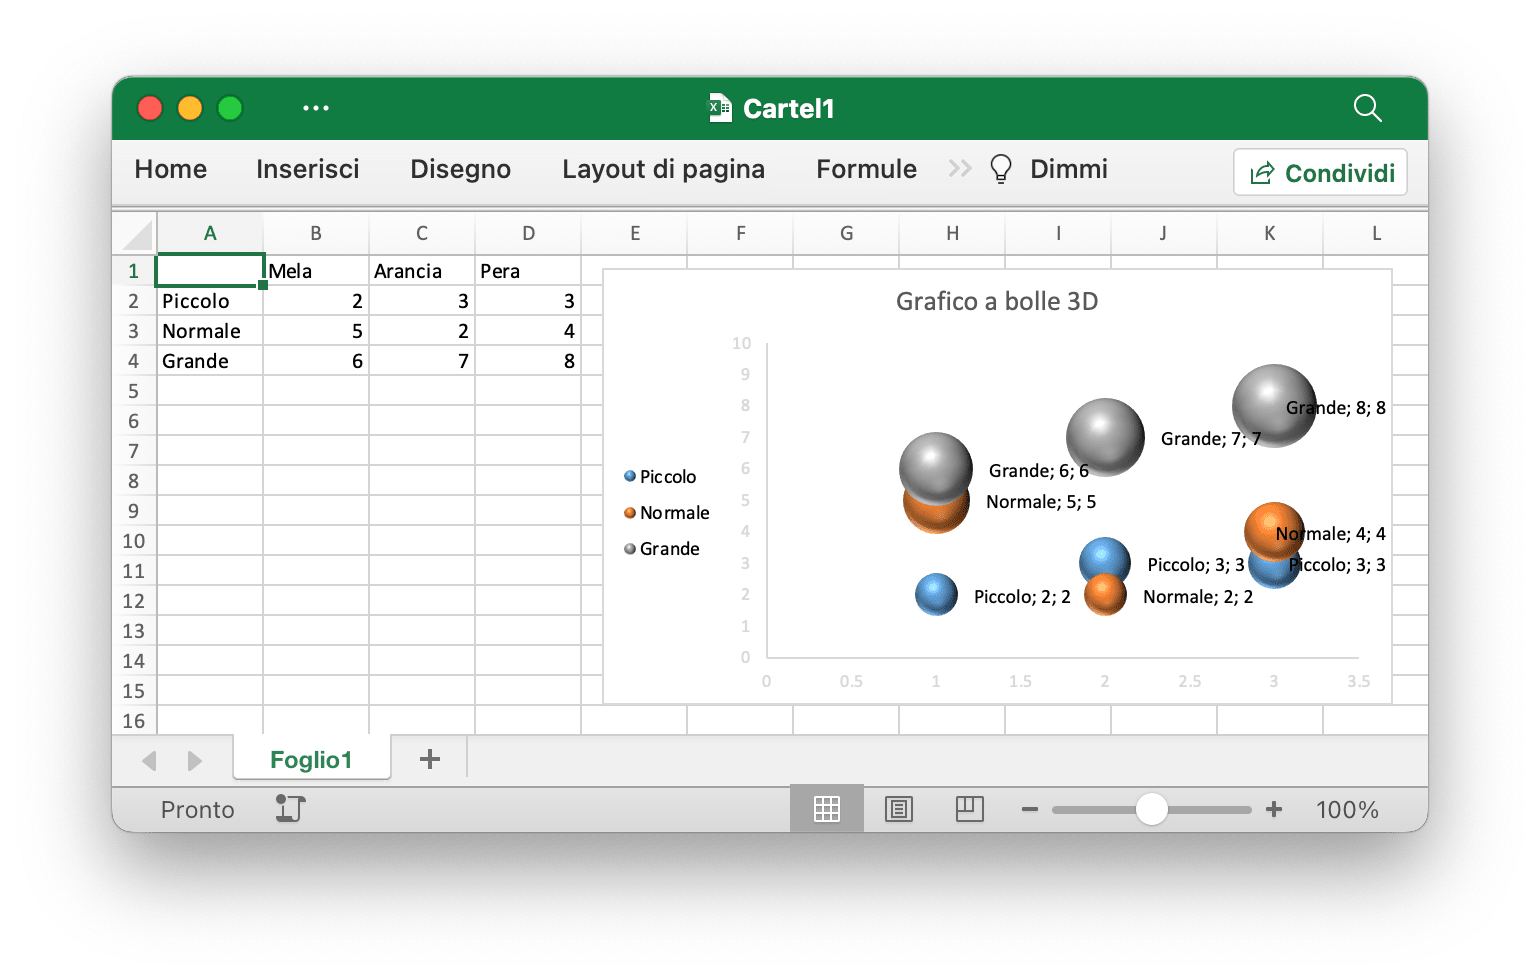 Cartel1
Home Inserisci Disegno Layout di pagina Formule Dimmi Condividi
A B C D E F G H I J K L
1 Mela Arancia Pera
2 Piccolo 2 3 3
3 Normale 5 2 4
4 Grande 6 7 8
5
6
7
8
9
10
11
12
13
14
15
16
Grafico a bolle 3D
10
9
8
7
6
5
4
3
2
1
0
0 0.5 1 1.5 2 2.5 3 3.5
Piccolo
Normale
Grande
Grande; 8; 8
Grande; 7; 7
Grande; 6; 6
Normale; 5; 5
Normale; 4; 4
Piccolo; 3; 3
Piccolo; 3; 3
Piccolo; 2; 2
Normale; 2; 2
Foglio1
Pronto 100%